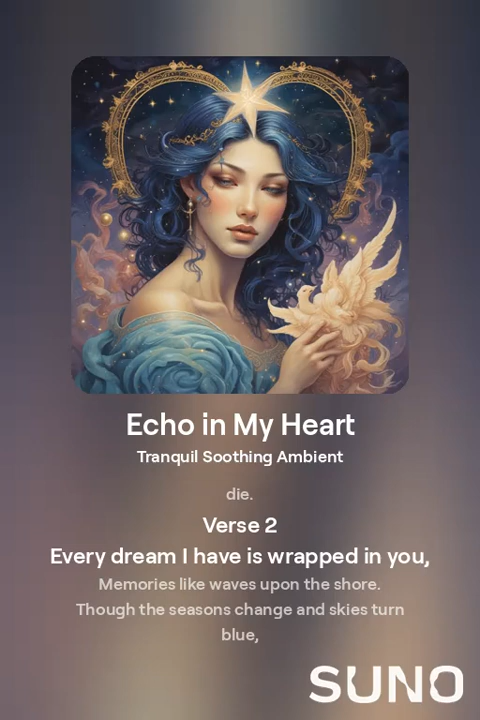 Echo in My Heart
Tranquil Soothing Ambient
die.
Verse 2
Every dream I have is wrapped in you,
Memories like waves upon the shore.
Though the seasons change and skies turn
blue,
SUNO